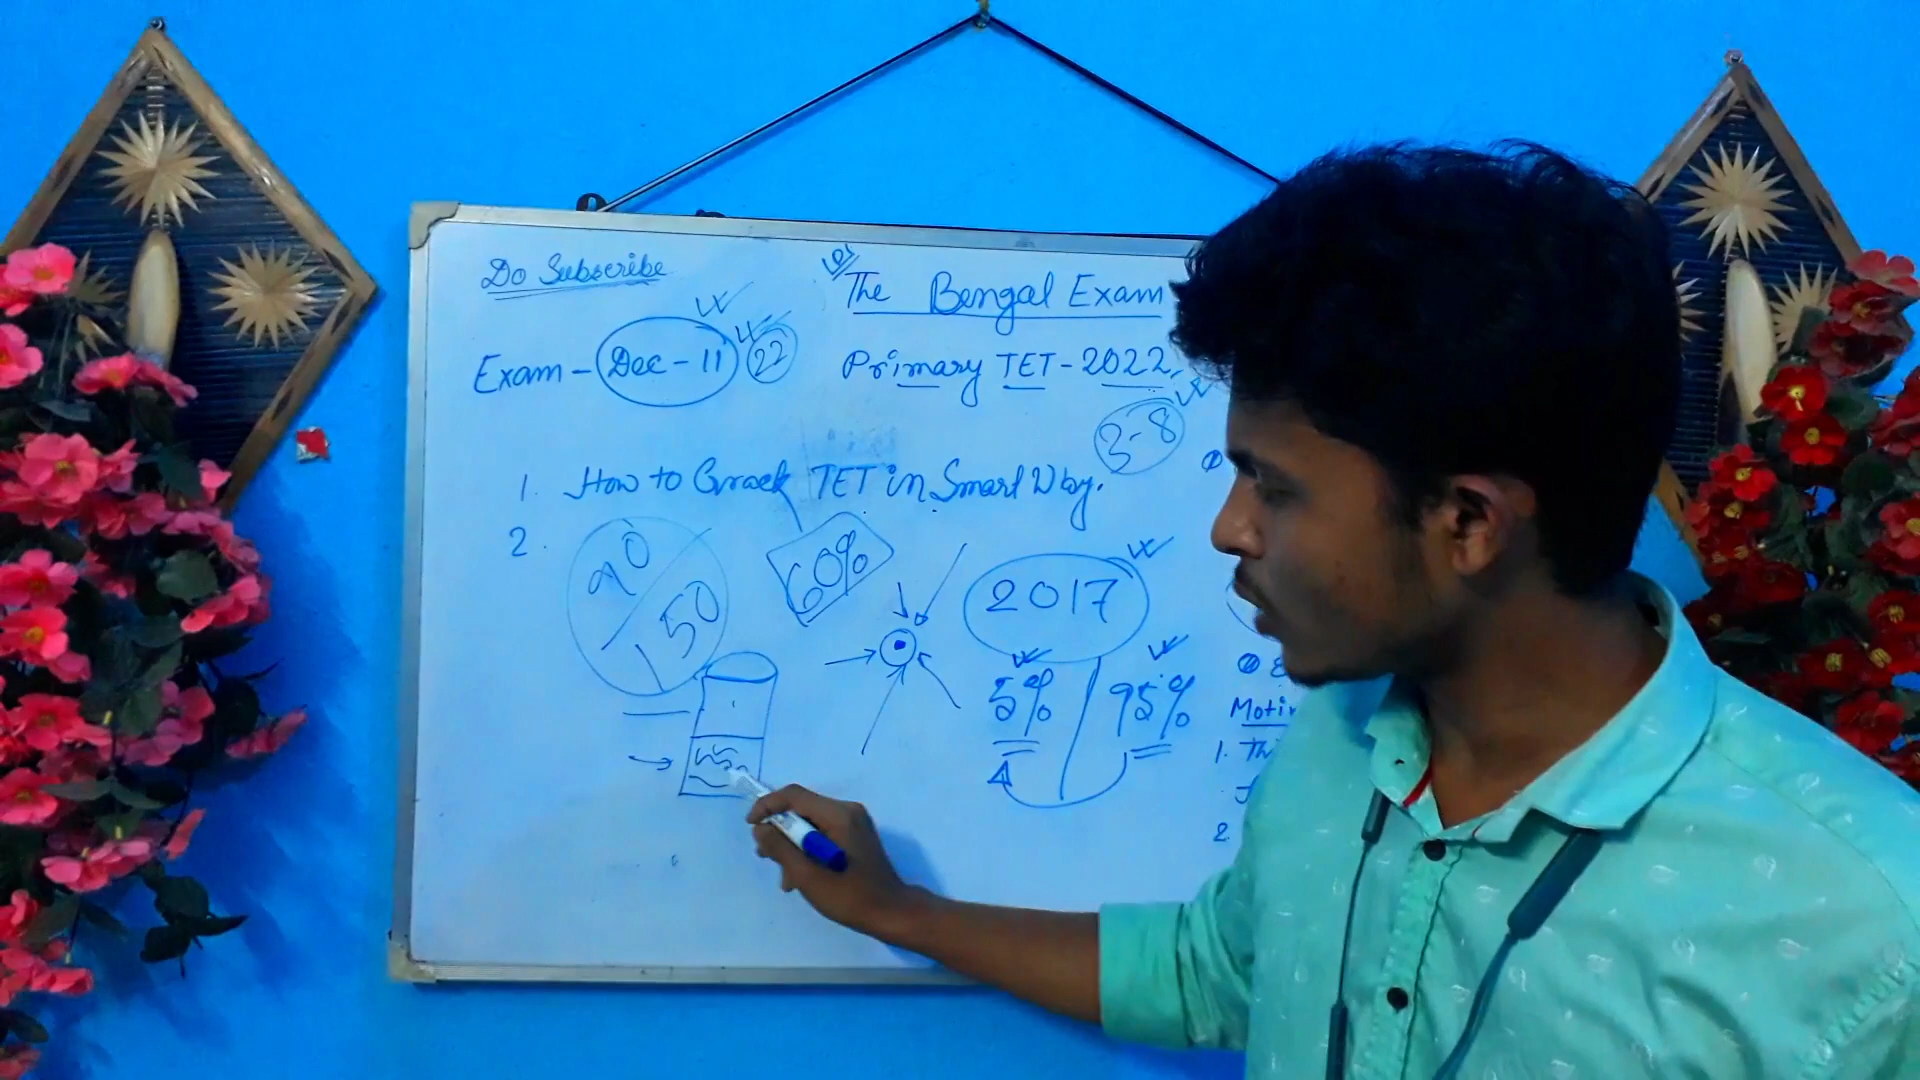 Do Subscribe
The Bengal Exam
Exam - Dec - 11 22
Primary TET - 2022
3-8
1. How to Crack TET in Smart Way.
2.
90/150
60%
2017
5% 95%
Moti
1. Thi
2.